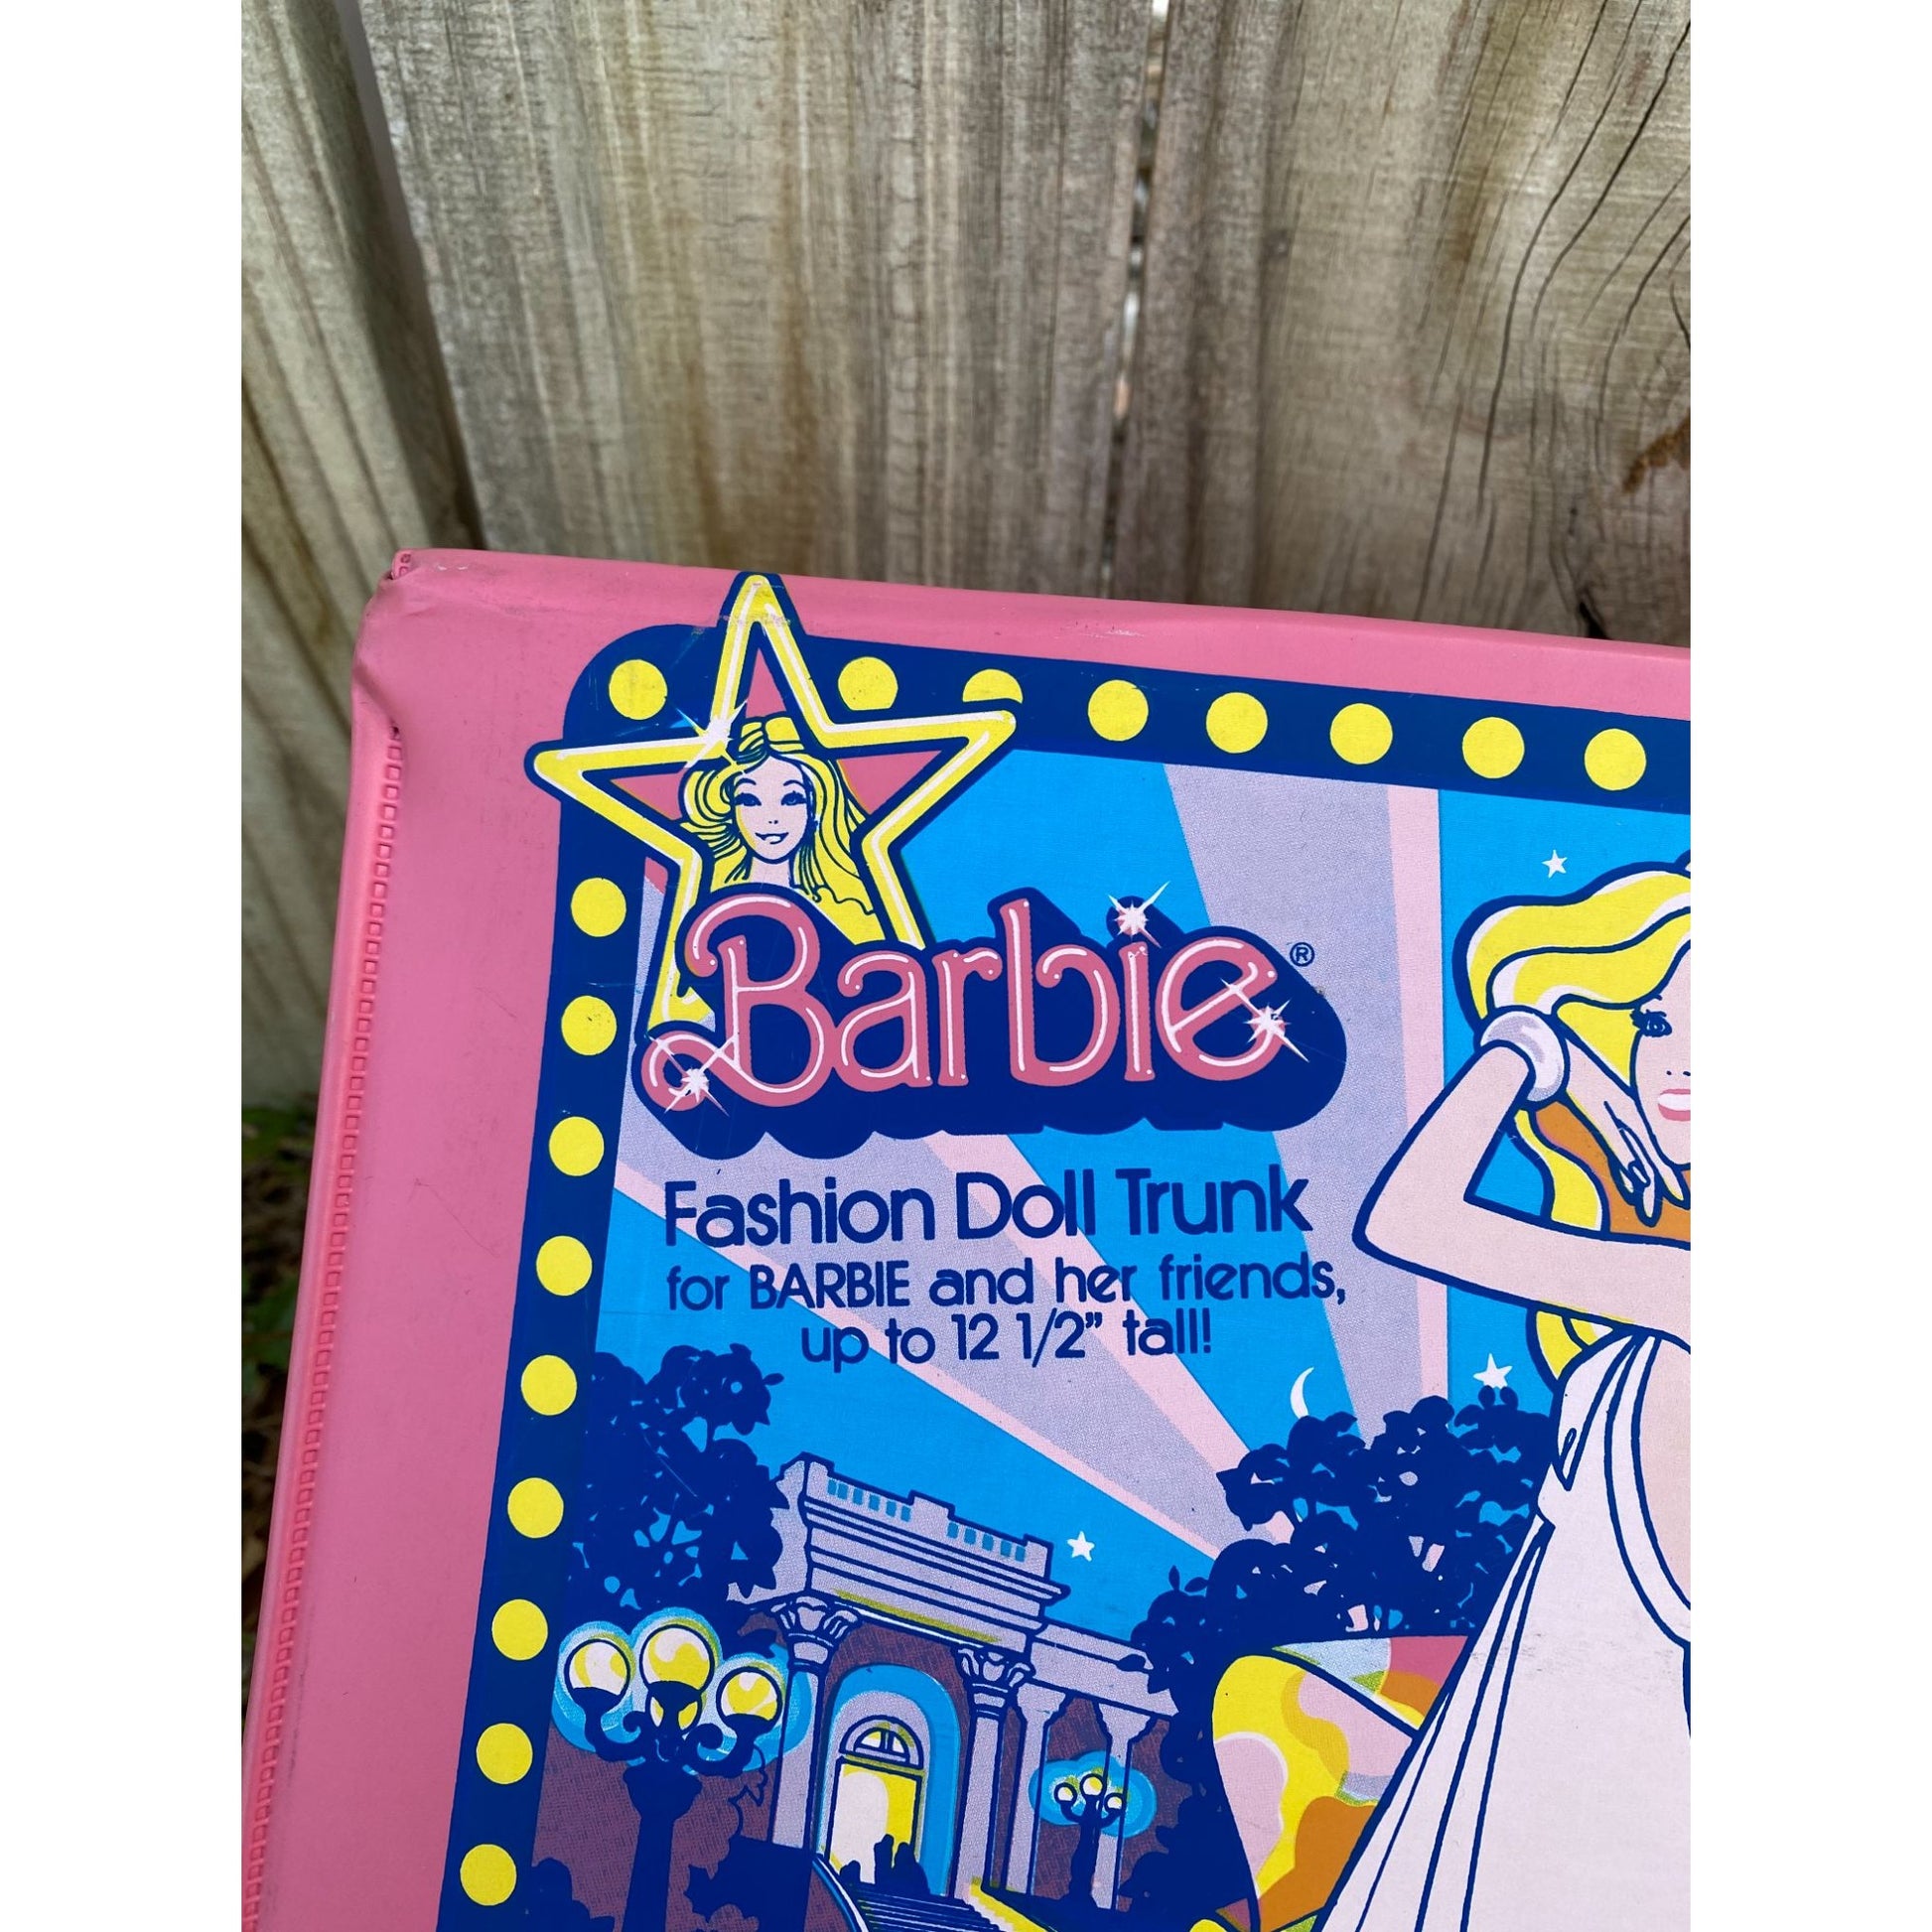 Barbie®
Fashion Doll Trunk
for BARBIE and her friends,
up to 12 1/2” tall!